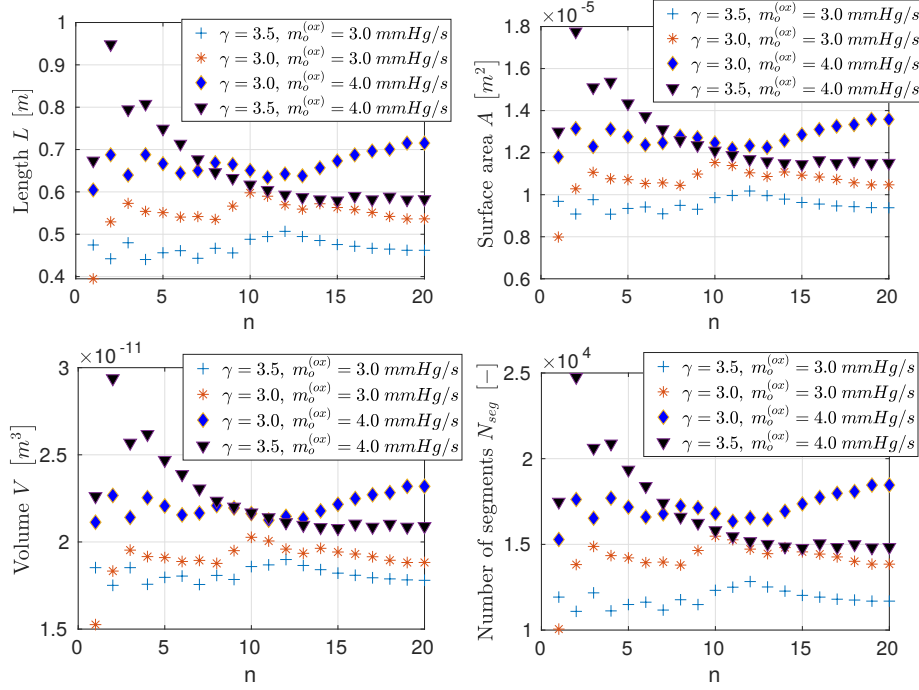 γ = 3.5, m_o^(ox) = 3.0 mmHg/s
γ = 3.0, m_o^(ox) = 3.0 mmHg/s
γ = 3.0, m_o^(ox) = 4.0 mmHg/s
γ = 3.5, m_o^(ox) = 4.0 mmHg/s
1
0.9
0.8
0.7
0.6
0.5
0.4
Length L [m]
0 5 10 15 20
n
×10^-5
γ = 3.5, m_o^(ox) = 3.0 mmHg/s
γ = 3.0, m_o^(ox) = 3.0 mmHg/s
γ = 3.0, m_o^(ox) = 4.0 mmHg/s
γ = 3.5, m_o^(ox) = 4.0 mmHg/s
1.8
1.6
1.4
1.2
1
0.8
0.6
Surface area A [m^2]
0 5 10 15 20
n
×10^-11
γ = 3.5, m_o^(ox) = 3.0 mmHg/s
γ = 3.0, m_o^(ox) = 3.0 mmHg/s
γ = 3.0, m_o^(ox) = 4.0 mmHg/s
γ = 3.5, m_o^(ox) = 4.0 mmHg/s
3
2.5
2
1.5
Volume V [m^3]
0 5 10 15 20
n
×10^4
γ = 3.5, m_o^(ox) = 3.0 mmHg/s
γ = 3.0, m_o^(ox) = 3.0 mmHg/s
γ = 3.0, m_o^(ox) = 4.0 mmHg/s
γ = 3.5, m_o^(ox) = 4.0 mmHg/s
2.5
2
1.5
1
Number of segments N_seg [−]
0 5 10 15 20
n